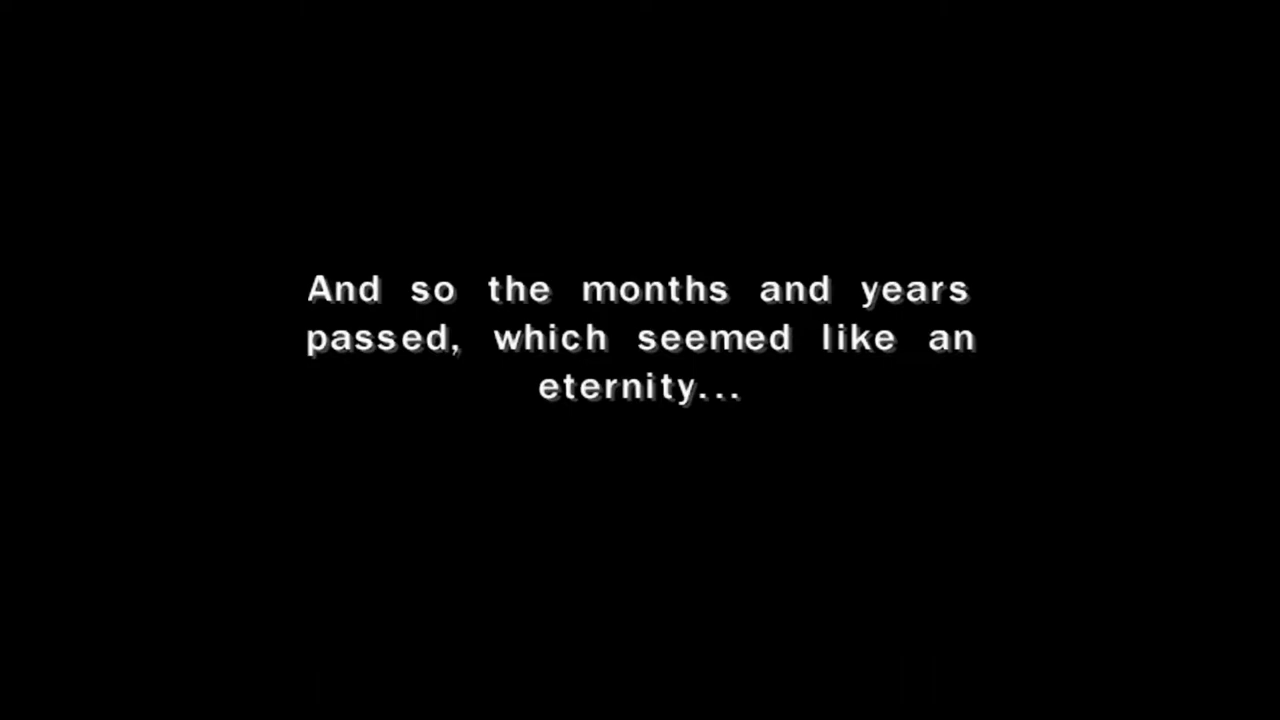 And so the months and years
passed, which seemed like an
eternity...